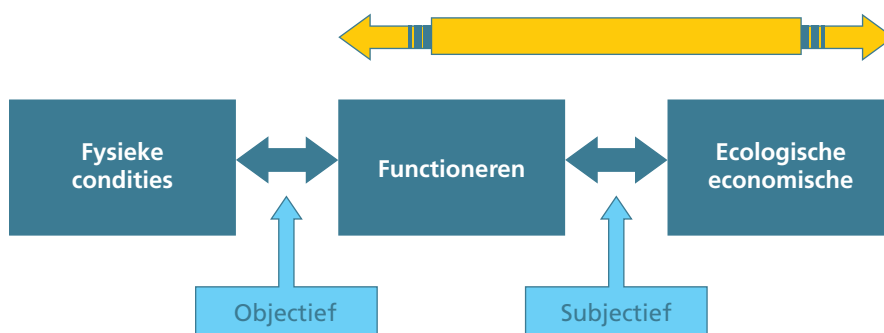 Fysieke
condities
Functioneren
Ecologische
economische
Objectief
Subjectief